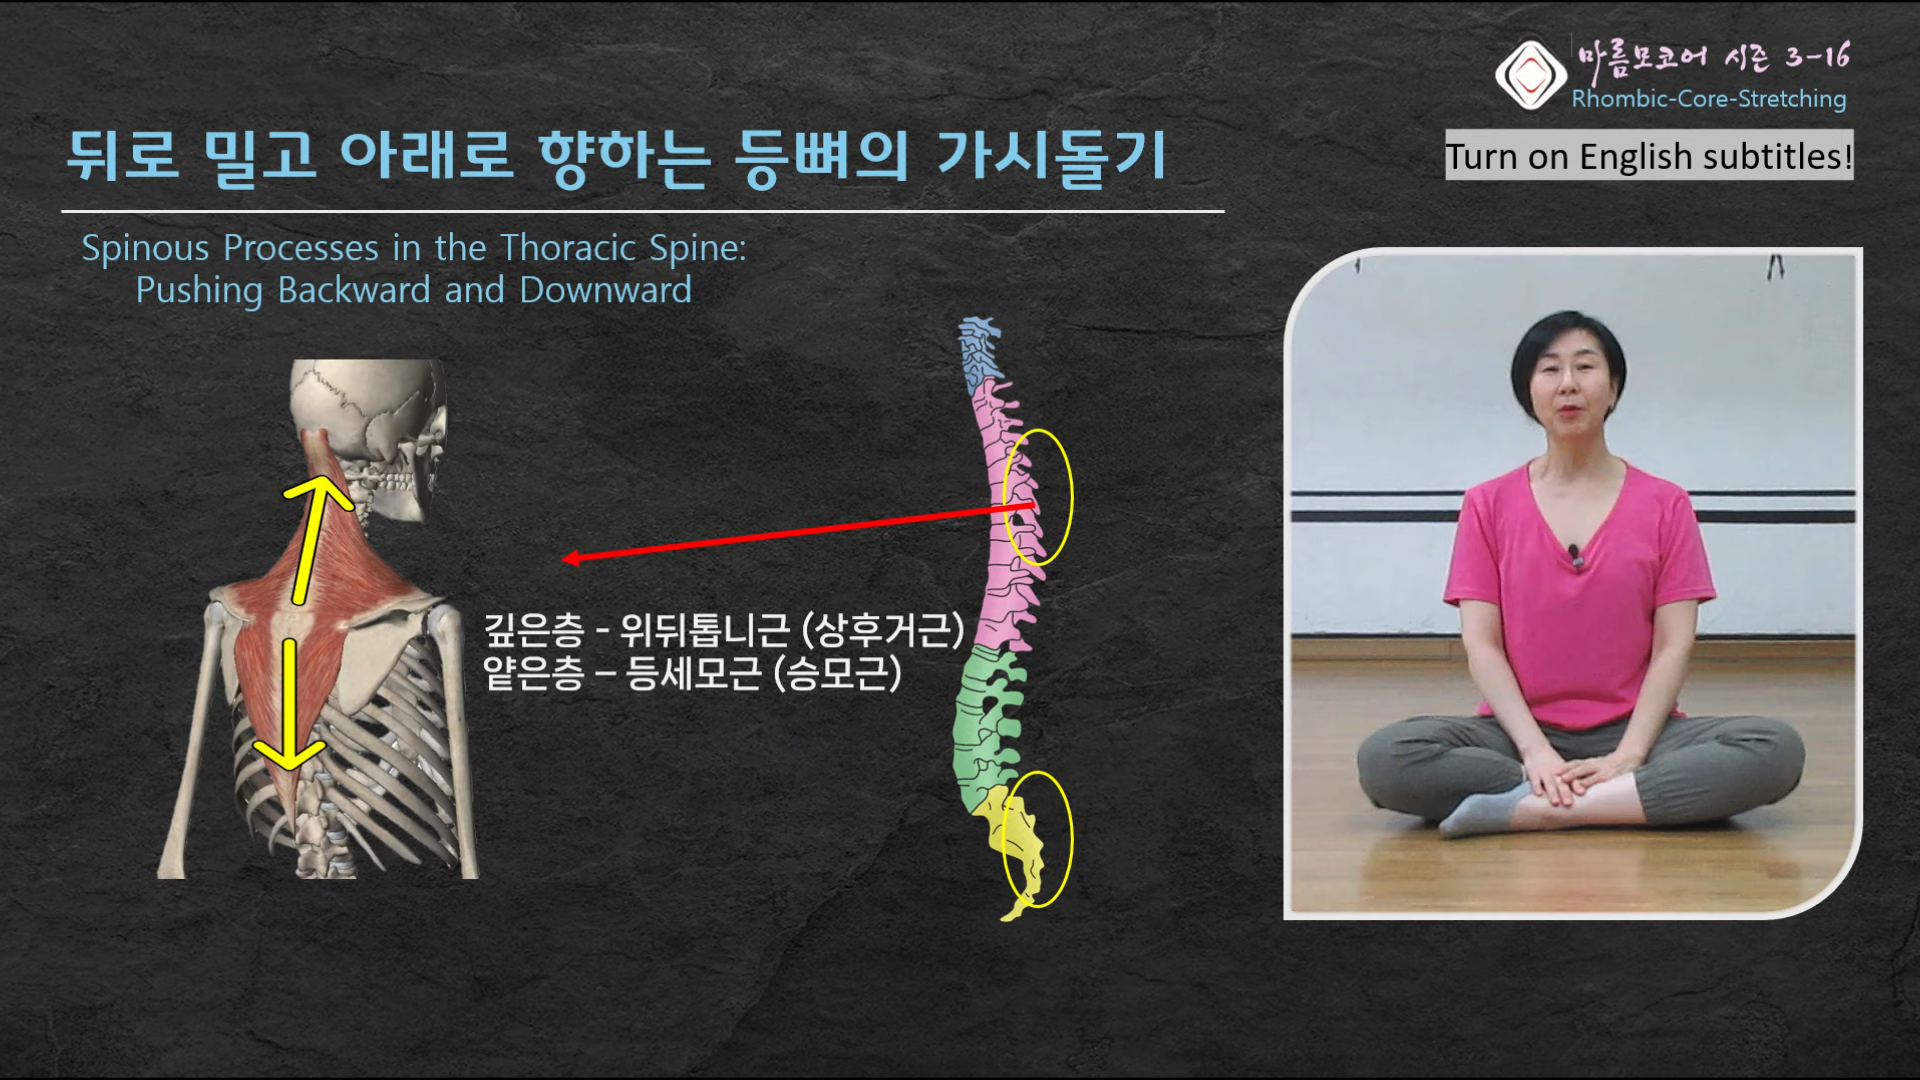 마름모코어 시즌 3-16
Rhombic-Core-Stretching
Turn on English subtitles!
뒤로 밀고 아래로 향하는 등뼈의 가시돌기
Spinous Processes in the Thoracic Spine:
Pushing Backward and Downward
깊은층 - 위뒤톱니근 (상후거근)
얕은층 – 등세모근 (승모근)